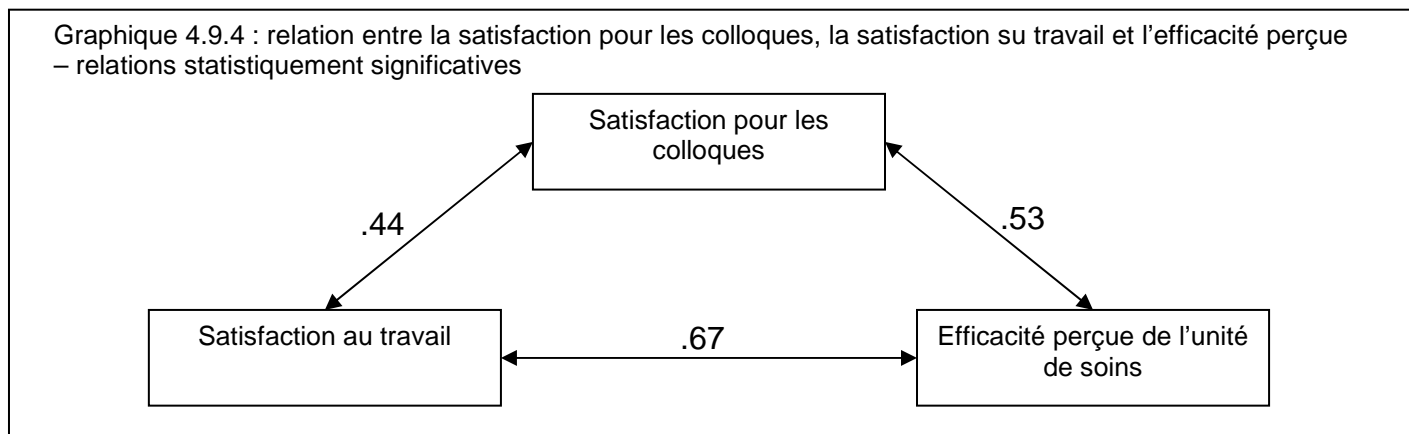 Graphique 4.9.4 : relation entre la satisfaction pour les colloques, la satisfaction su travail et l’efficacité perçue
– relations statistiquement significatives
Satisfaction pour les
colloques
.44
.53
Satisfaction au travail
.67
Efficacité perçue de l’unité
de soins